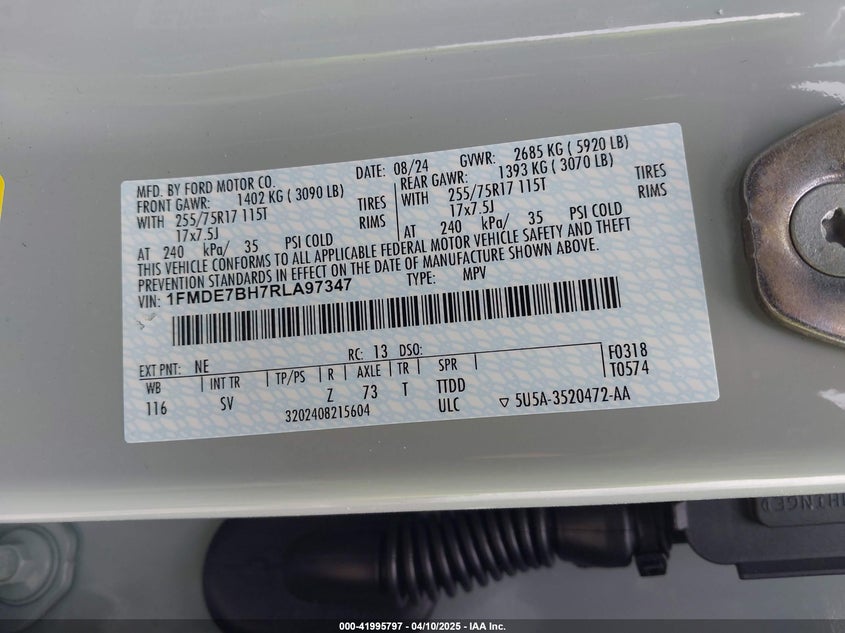 MFD. BY FORD MOTOR CO.
DATE: 08/24 GVWR: 2685 KG ( 5920 LB)
FRONT GAWR: 1402 KG ( 3090 LB)
WITH 255/75R17 115T TIRES
17x7.5J RIMS
AT 240 kPa/ 35 PSI COLD
REAR GAWR: 1393 KG ( 3070 LB)
WITH 255/75R17 115T TIRES
17x7.5J RIMS
AT 240 kPa/ 35 PSI COLD
THIS VEHICLE CONFORMS TO ALL APPLICABLE FEDERAL MOTOR VEHICLE SAFETY AND THEFT
PREVENTION STANDARDS IN EFFECT ON THE DATE OF MANUFACTURE SHOWN ABOVE.
VIN: 1FMDE7BH7RLA97347 TYPE: MPV
EXT PNT: NE RC: 13 DSO: F0318
WB INT TR TP/PS R AXLE TR SPR T0574
116 SV Z 73 T TTDD
3202408215604 ULC ▽ 5U5A-3520472-AA
000-41995797 - 04/10/2025 - IAA Inc.